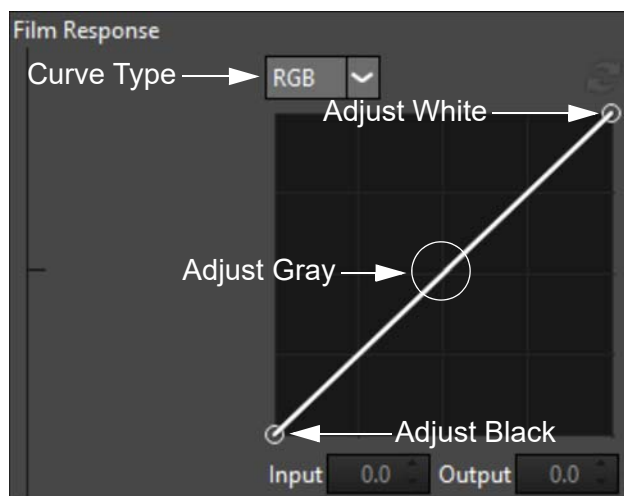 Film Response
Curve Type
RGB
Adjust White
Adjust Gray
Adjust Black
Input 0.0 Output 0.0